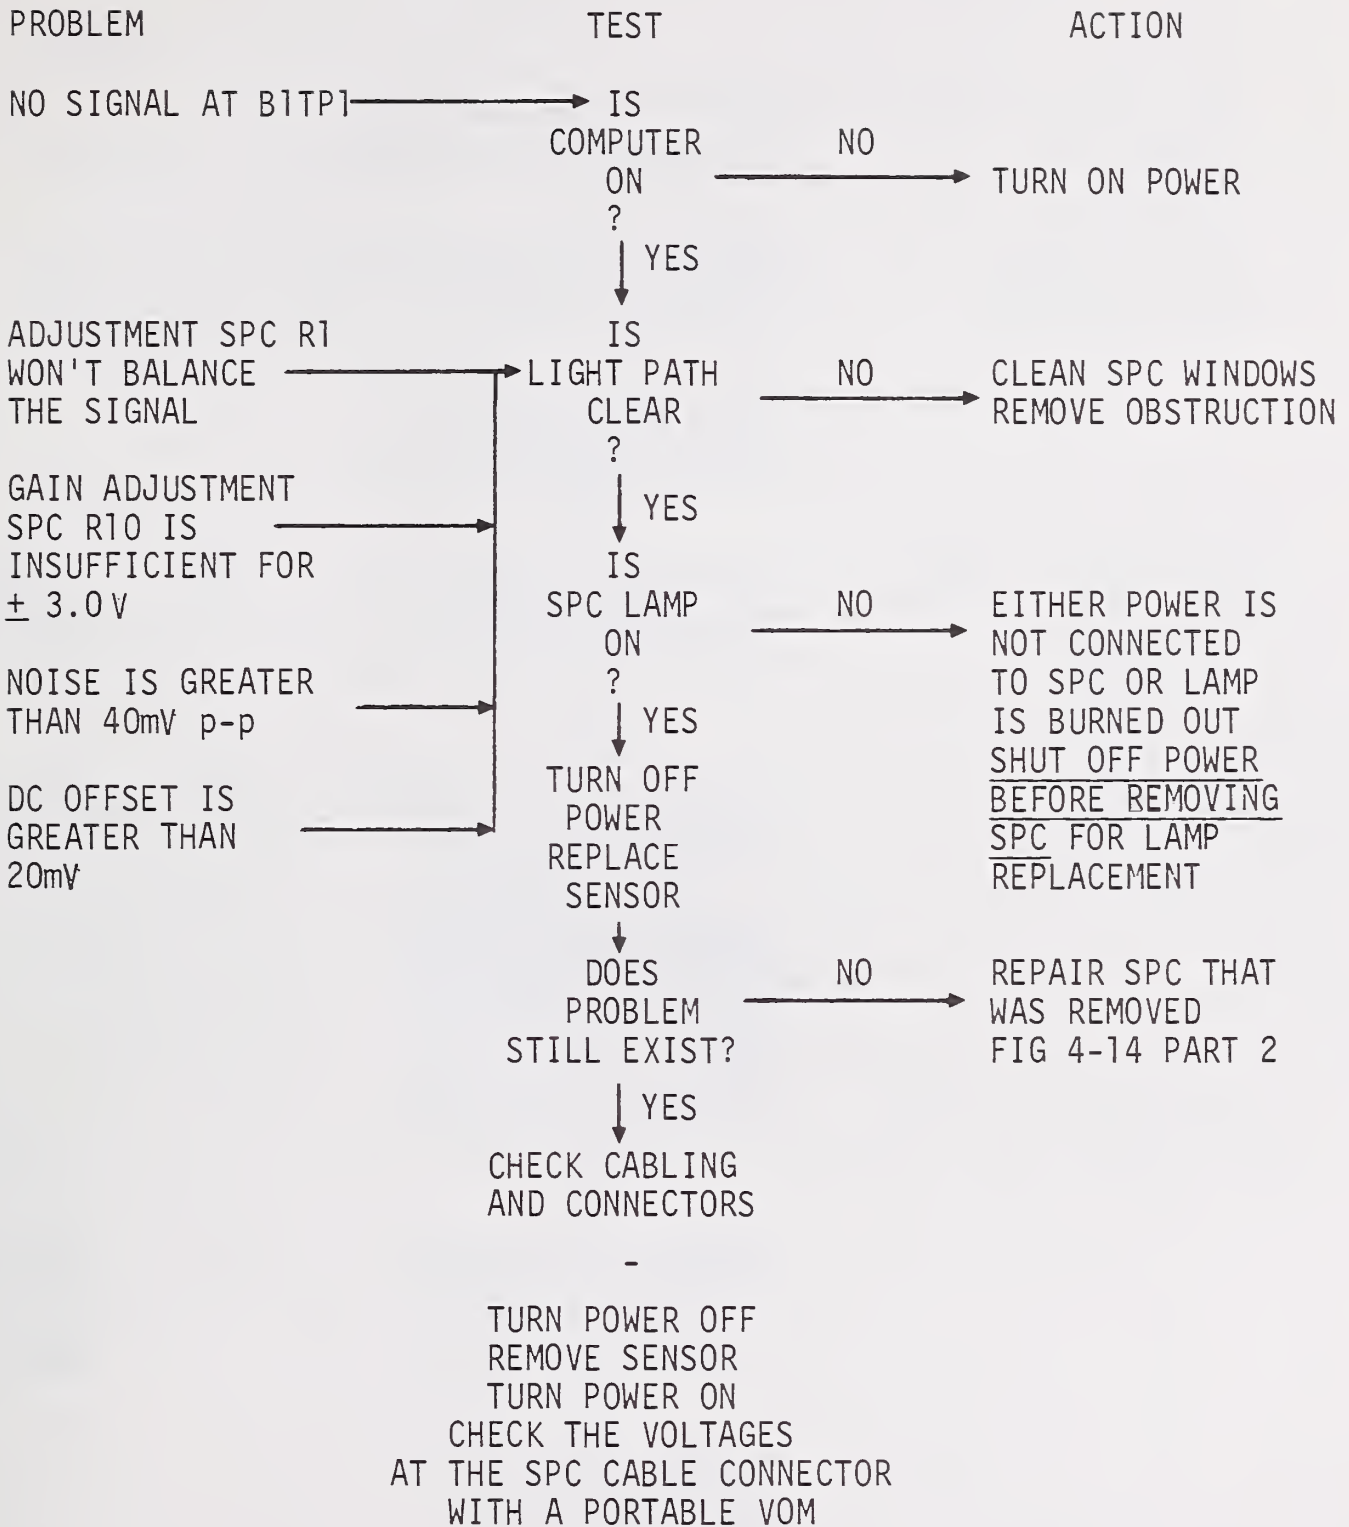 PROBLEM TEST ACTION
NO SIGNAL AT B1TP1 IS
COMPUTER NO
ON TURN ON POWER
?
YES
ADJUSTMENT SPC R1 IS
WON'T BALANCE LIGHT PATH NO CLEAN SPC WINDOWS
THE SIGNAL CLEAR REMOVE OBSTRUCTION
?
GAIN ADJUSTMENT YES
SPC R10 IS
INSUFFICIENT FOR IS
± 3.0V SPC LAMP NO EITHER POWER IS
ON NOT CONNECTED
NOISE IS GREATER ? TO SPC OR LAMP
THAN 40mV p-p YES IS BURNED OUT
TURN OFF SHUT OFF POWER
DC OFFSET IS POWER BEFORE REMOVING
GREATER THAN REPLACE SPC FOR LAMP
20mV SENSOR REPLACEMENT
DOES NO REPAIR SPC THAT
PROBLEM WAS REMOVED
STILL EXIST? FIG 4-14 PART 2
YES
CHECK CABLING
AND CONNECTORS
-
TURN POWER OFF
REMOVE SENSOR
TURN POWER ON
CHECK THE VOLTAGES
AT THE SPC CABLE CONNECTOR
WITH A PORTABLE VOM